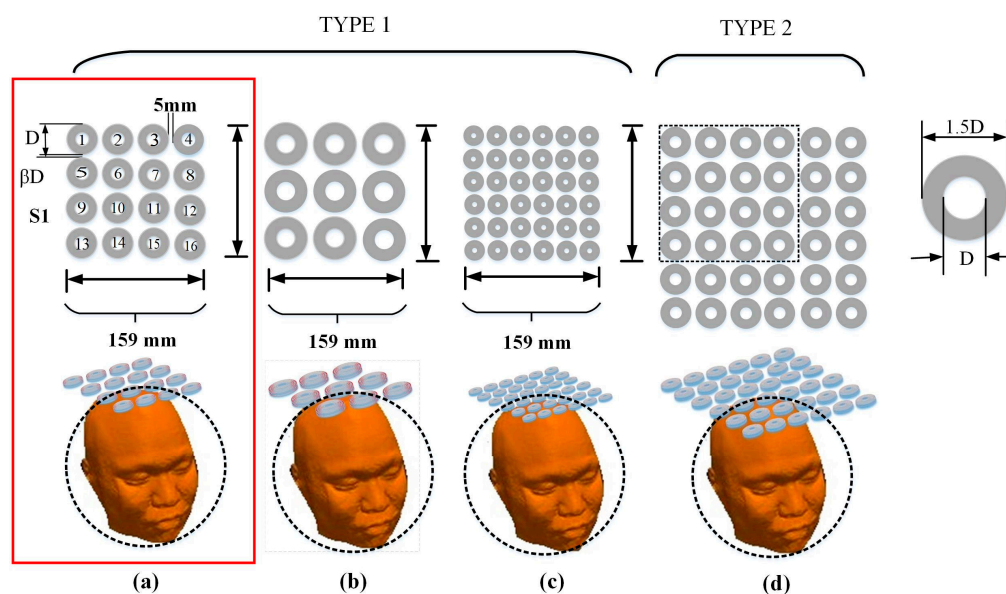 TYPE 1
TYPE 2
5mm
D
1 2 3 4
βD
5 6 7 8
S1
9 10 11 12
13 14 15 16
1.5D
D
159 mm
159 mm
159 mm
(a)
(b)
(c)
(d)